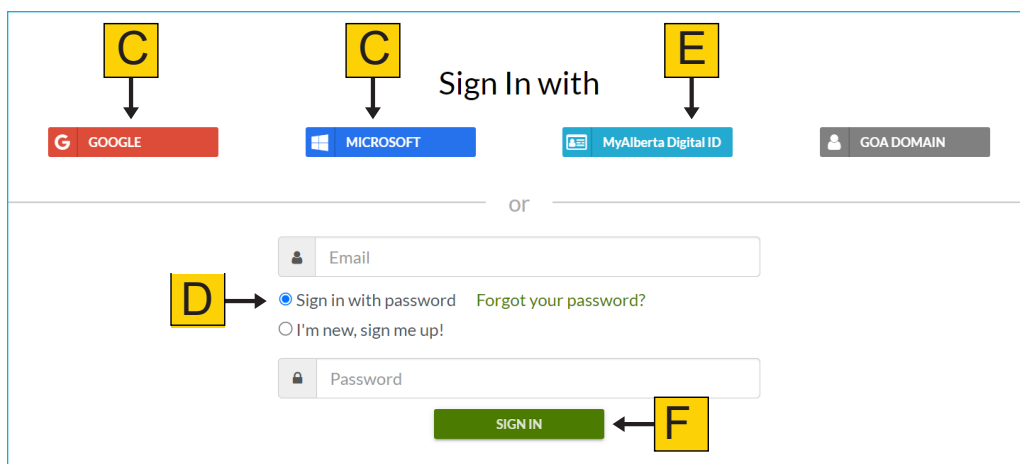 C C E
Sign In with
G GOOGLE MICROSOFT MyAlberta Digital ID GOA DOMAIN
or
Email
D Sign in with password Forgot your password?
I'm new, sign me up!
Password
SIGN IN F